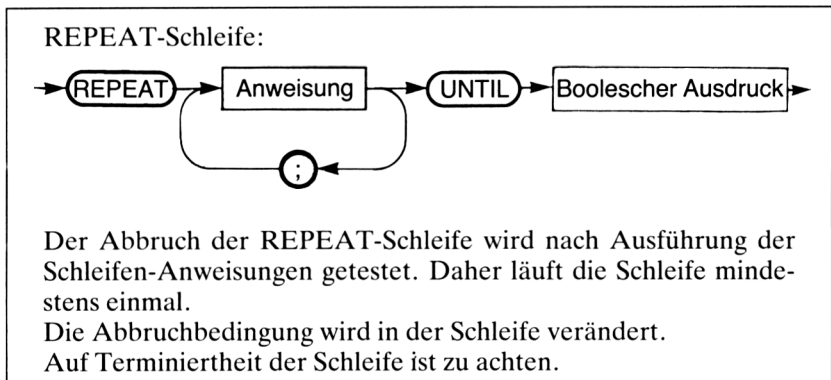 REPEAT-Schleife:
REPEAT Anweisung UNTIL Boolescher Ausdruck
;
Der Abbruch der REPEAT-Schleife wird nach Ausführung der
Schleifen-Anweisungen getestet. Daher läuft die Schleife minde-
stens einmal.
Die Abbruchbedingung wird in der Schleife verändert.
Auf Terminiertheit der Schleife ist zu achten.